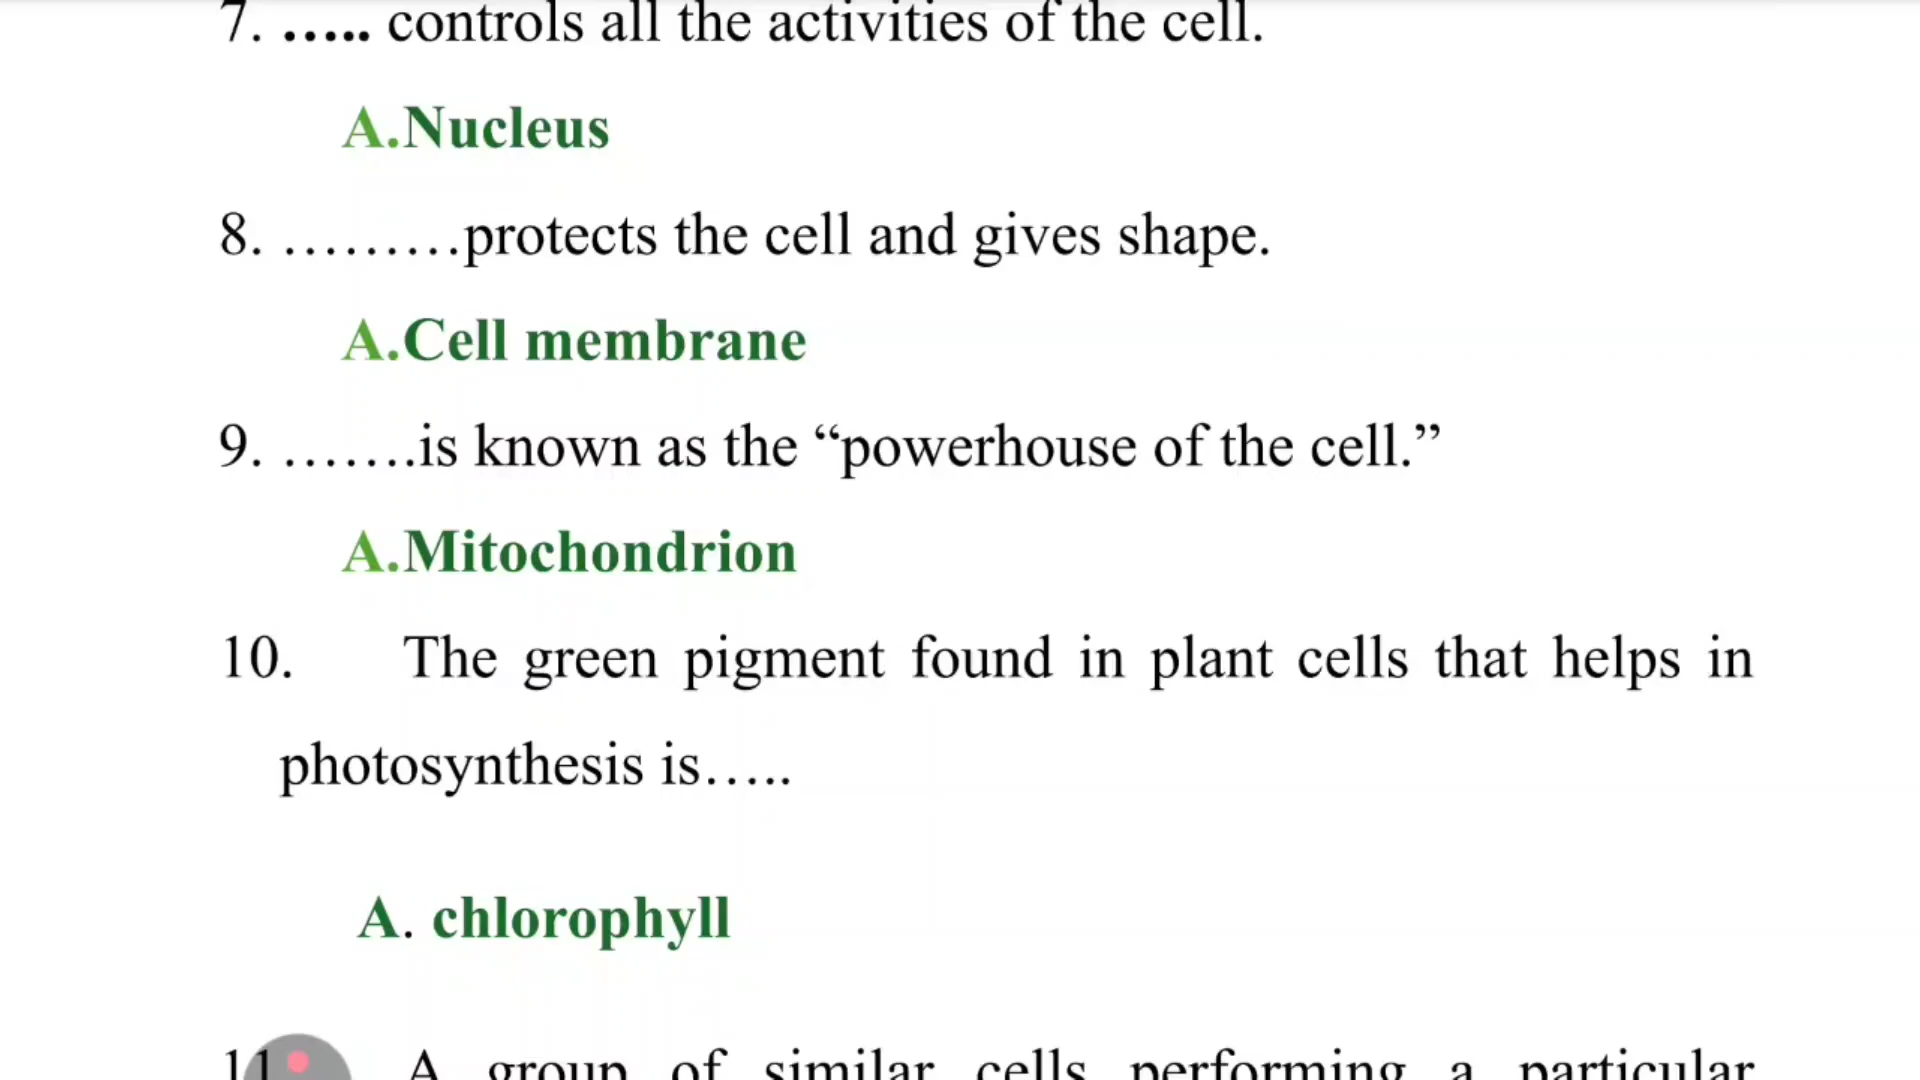 7. ..... controls all the activities of the cell.
A.Nucleus
8. ………protects the cell and gives shape.
A.Cell membrane
9. …….is known as the “powerhouse of the cell.”
A.Mitochondrion
10. The green pigment found in plant cells that helps in
photosynthesis is…..
A. chlorophyll
11. A group of similar cells performing a particular